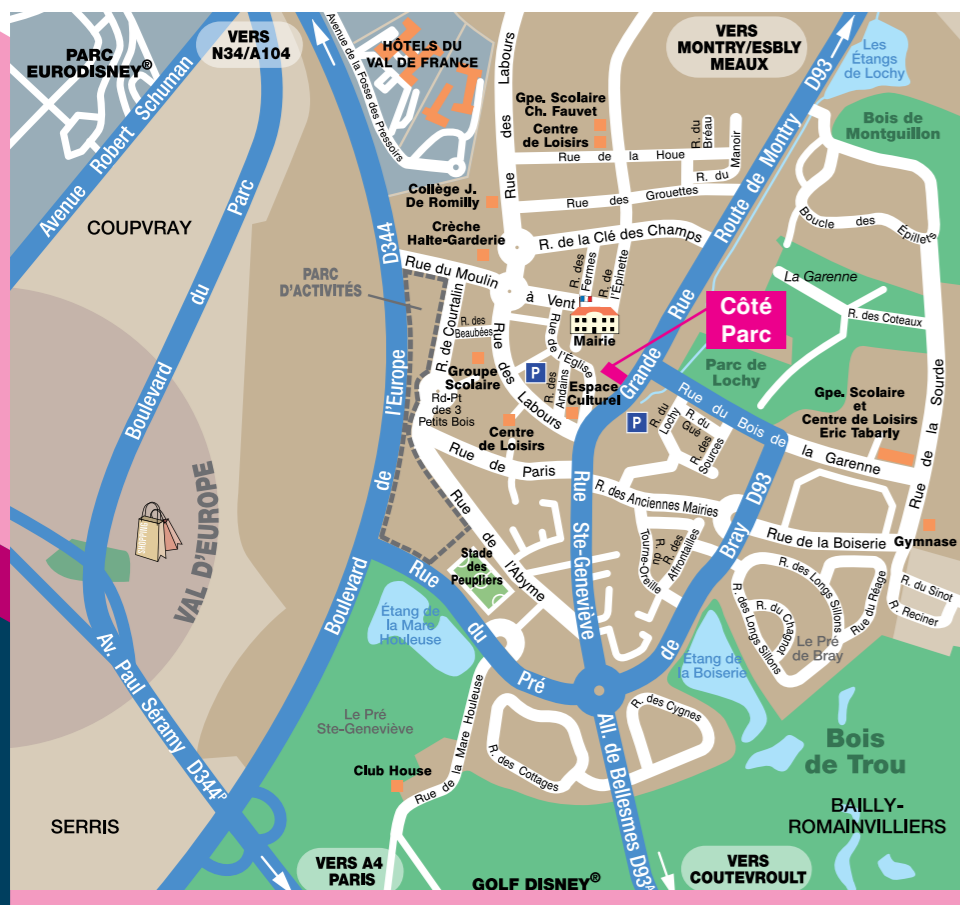 PARC
EURODISNEY®
VERS
N34/A104
Avenue de la Fosse des Pressoirs
HÔTELS DU
VAL DE FRANCE
VERS
MONTRY/ESBLY
MEAUX
D93
Les
Étangs
de Lochy
Avenue Robert Schuman
Rue des Labours
Gpe. Scolaire
Ch. Fauvet
Centre
de Loisirs
R. du
Bréau
Bois de
Montguillon
Rue de la Houe
R. du Manoir
Rue des Grouettes
Collège J.
De Romilly
Route de Montry
Boucle des Épillets
COUPVRAY
Boulevard du Parc
D344
Crèche
Halte-Garderie
R. de la Clé des Champs
Rue du Moulin
à Vent
PARC
D'ACTIVITÉS
R. des
Fermes
R. de
l'Épinette
La Garenne
R. des Coteaux
Côté
Parc
Mairie
R. de Courtalin
R. des
Beaubées
Rue des Labours
Rue de
l'Église
Grande Rue
Parc de
Lochy
Groupe
Scolaire
P
R. des
Andains
Espace
Culturel
Rd-Pt
des 3
Petits Bois
P
R. du
Lochy
R. du
Gué
R. des
Sources
Rue du Bois de la Garenne
Gpe. Scolaire
et
Centre de Loisirs
Eric Tabarly
Rue de la Sourde
Centre
de Loisirs
Boulevard de l'Europe
Rue de Paris
R. des Anciennes Mairies
VAL D'EUROPE
SHOPPING
Rue de l'Abyme
Rue Ste-Geneviève
R. du
Tourne-Oreille
R. des
Affrontailles
Rue de la Boiserie
Gymnase
Stade
des
Peupliers
Bray D93
de
R. des Longs Sillons
R. des Longs Sillons
R. du
Chagnot
Rue du Réage
R. du Sinot
R. Reciner
Le Pré
de Bray
Étang de
la Mare
Houleuse
Rue du Pré
Étang de
la Boiserie
Av. Paul Séramy D344P
Le Pré
Ste-Geneviève
Rue de la Mare Houleuse
R. des Cygnes
R. des Cottages
All. de Bellesmes D93A
Bois
de Trou
Club House
SERRIS
BAILLY-
ROMAINVILLIERS
VERS A4
PARIS
GOLF DISNEY®
VERS
COUTEVROULT